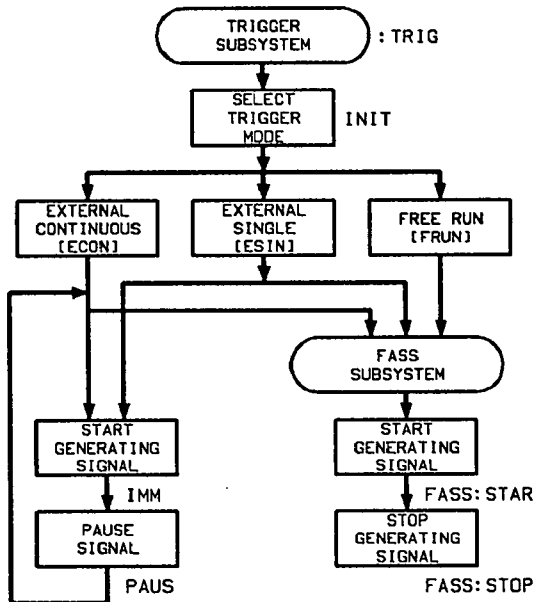 TRIGGER
SUBSYSTEM
:TRIG
SELECT
TRIGGER
MODE
INIT
EXTERNAL
CONTINUOUS
[ECON]
EXTERNAL
SINGLE
[ESIN]
FREE RUN
[FRUN]
FASS
SUBSYSTEM
START
GENERATING
SIGNAL
IMM
START
GENERATING
SIGNAL
FASS:STAR
PAUSE
SIGNAL
PAUS
STOP
GENERATING
SIGNAL
FASS:STOP